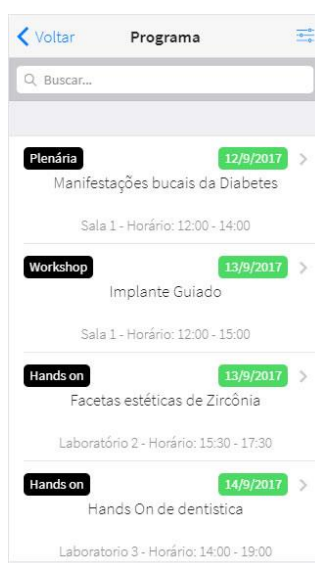 Voltar Programa
Buscar...
Plenária 12/9/2017
Manifestações bucais da Diabetes
Sala 1 - Horário: 12:00 - 14:00
Workshop 13/9/2017
Implante Guiado
Sala 1 - Horário: 12:00 - 15:00
Hands on 13/9/2017
Facetas estéticas de Zircônia
Laboratório 2 - Horário: 15:30 - 17:30
Hands on 14/9/2017
Hands On de dentistica
Laboratorio 3 - Horário: 14:00 - 19:00